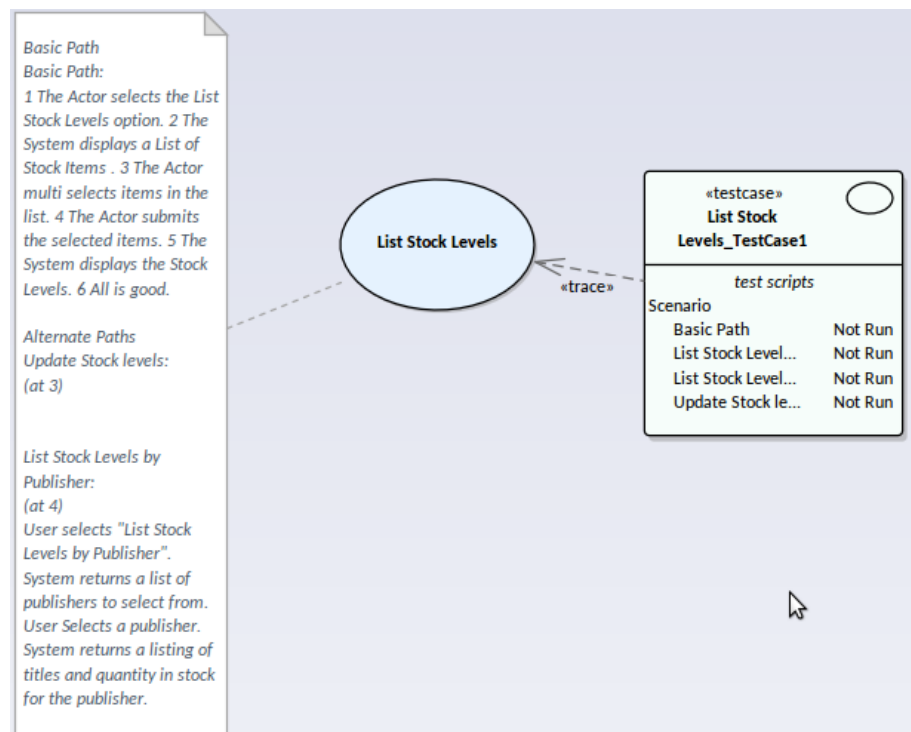 Basic Path
Basic Path:
1 The Actor selects the List
Stock Levels option. 2 The
System displays a List of
Stock Items . 3 The Actor
multi selects items in the
list. 4 The Actor submits
the selected items. 5 The
System displays the Stock
Levels. 6 All is good.
Alternate Paths
Update Stock levels:
(at 3)
List Stock Levels by
Publisher:
(at 4)
User selects "List Stock
Levels by Publisher".
System returns a list of
publishers to select from.
User Selects a publisher.
System returns a listing of
titles and quantity in stock
for the publisher.
List Stock Levels
«trace»
«testcase»
List Stock
Levels_TestCase1
test scripts
Scenario
Basic Path Not Run
List Stock Level... Not Run
List Stock Level... Not Run
Update Stock le... Not Run